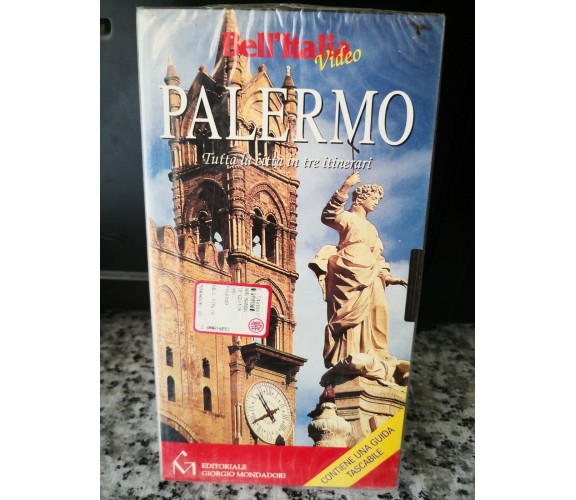 Bell'Italia
Video
PALERMO
Tutta la città in tre itinerari
CONTIENE UNA GUIDA
TASCABILE
EDITORIALE
GIORGIO MONDADORI